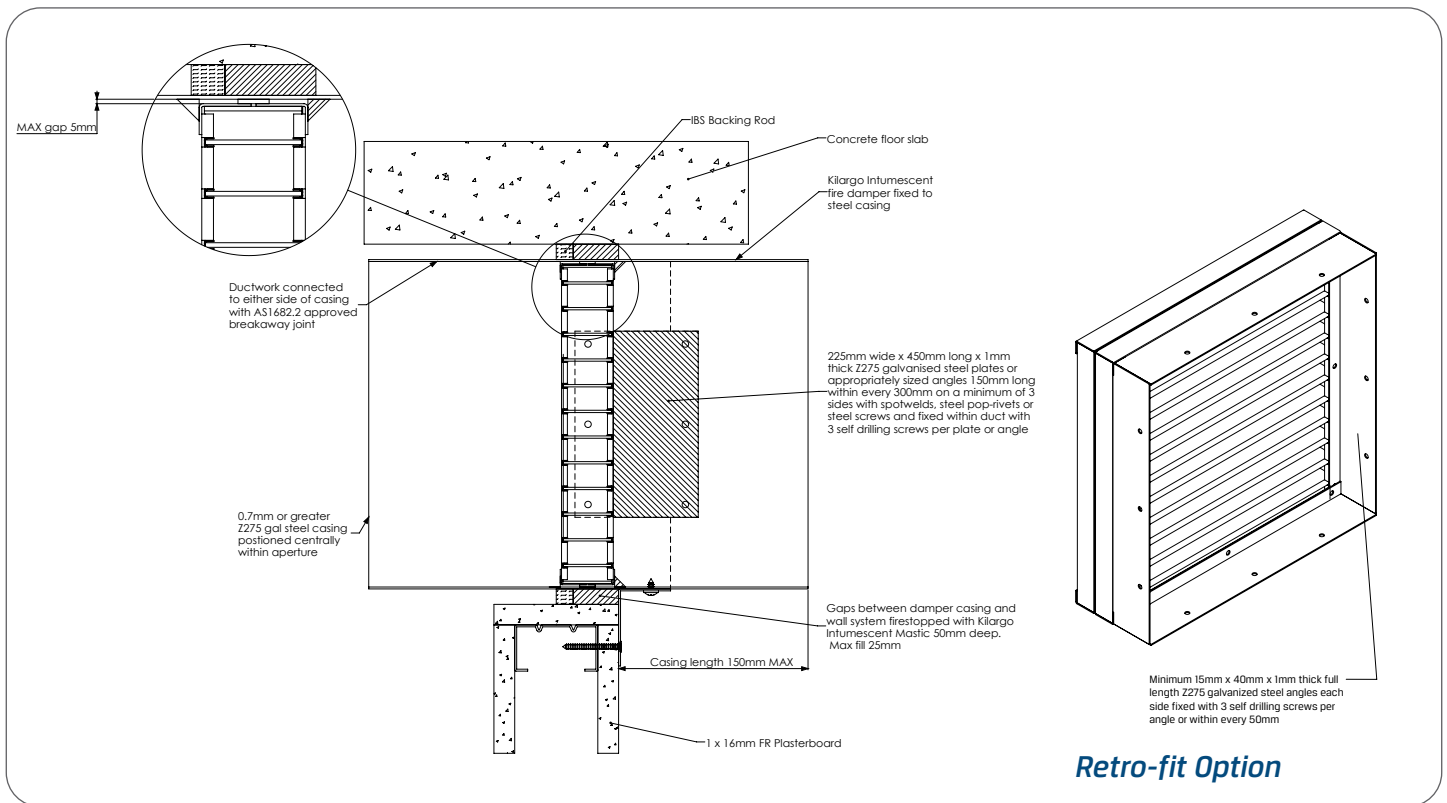 MAX gap 5mm
IBS Backing Rod
Concrete floor slab
Kilargo Intumescent
fire damper fixed to
steel casing
Ductwork connected
to either side of casing
with AS1682.2 approved
breakaway joint
225mm wide x 450mm long x 1mm
thick Z275 galvanised steel plates or
appropriately sized angles 150mm long
within every 300mm on a minimum of 3
sides with spotwelds, steel pop-rivets or
steel screws and fixed within duct with
3 self drilling screws per plate or angle
0.7mm or greater
Z275 gal steel casing
postioned centrally
within aperture
Gaps between damper casing and
wall system firestopped with Kilargo
Intumescent Mastic 50mm deep.
Max fill 25mm
Casing length 150mm MAX
1 x 16mm FR Plasterboard
Minimum 15mm x 40mm x 1mm thick full
length Z275 galvanized steel angles each
side fixed with 3 self drilling screws per
angle or within every 50mm
Retro-fit Option